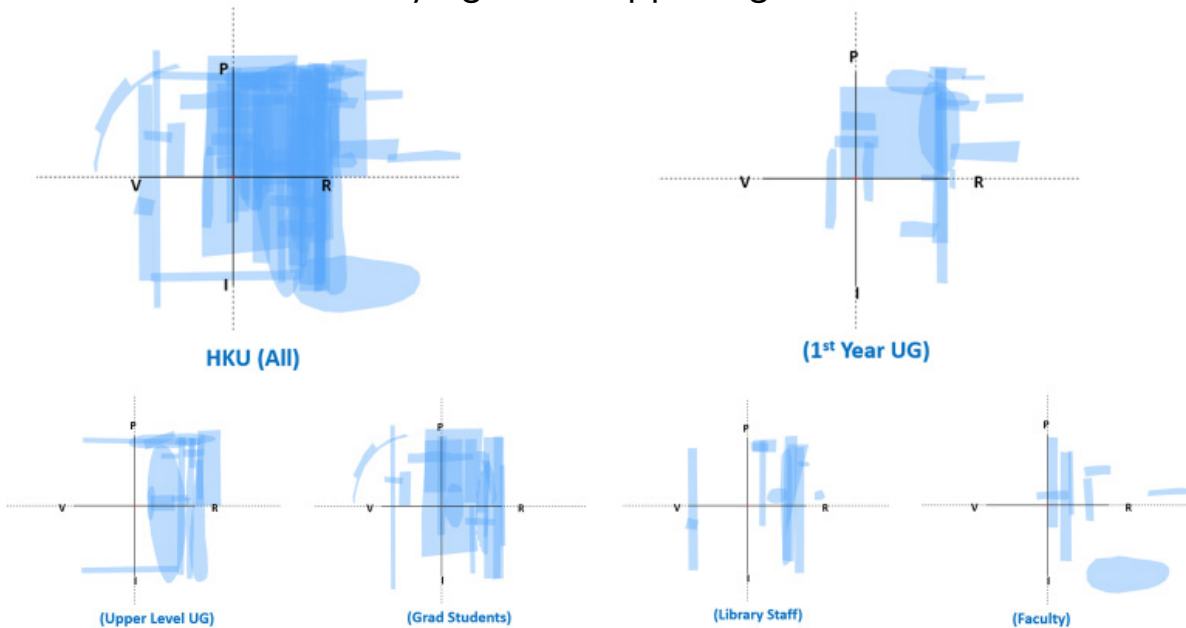 P
V
R
I
HKU (All)
P
V
R
I
(1st Year UG)
P
V
R
I
(Upper Level UG)
P
V
R
I
(Grad Students)
P
V
R
I
(Library Staff)
P
V
R
I
(Faculty)